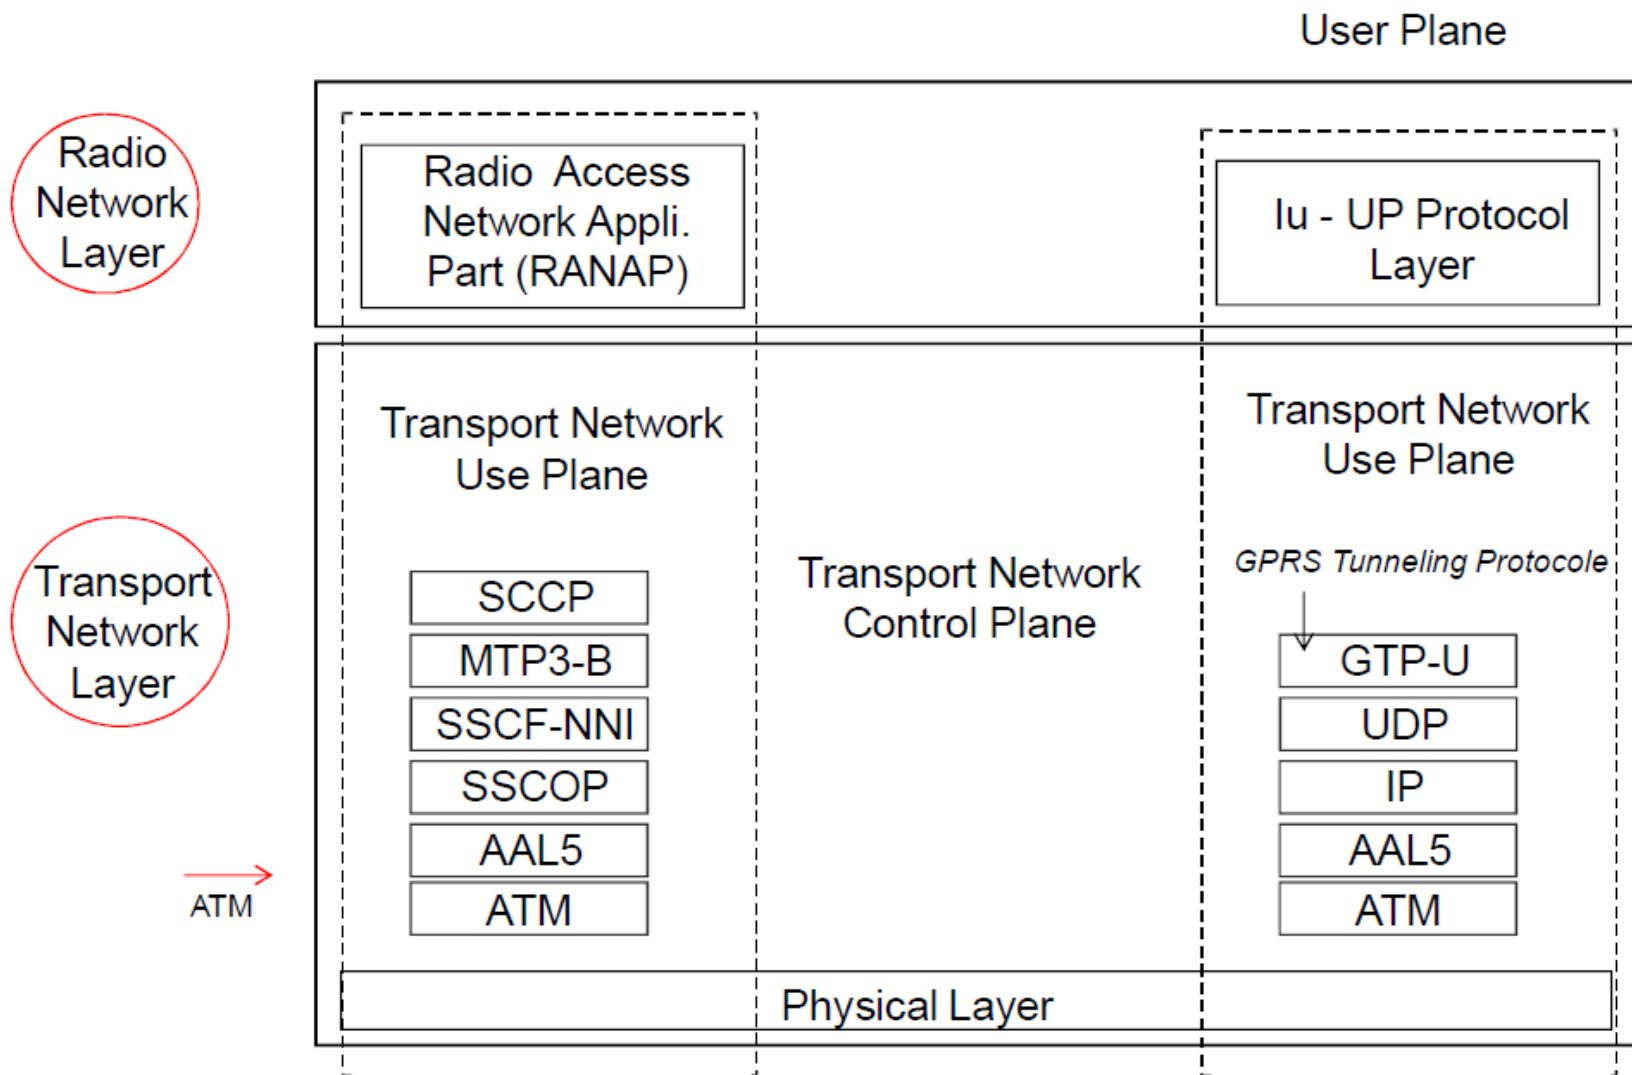 User Plane
Radio
Network
Layer
Radio Access
Network Appli.
Part (RANAP)
Iu - UP Protocol
Layer
Transport Network
Use Plane
Transport Network
Use Plane
Transport
Network
Layer
Transport Network
Control Plane
GPRS Tunneling Protocole
SCCP
MTP3-B
SSCF-NNI
SSCOP
AAL5
ATM
GTP-U
UDP
IP
AAL5
ATM
ATM
Physical Layer